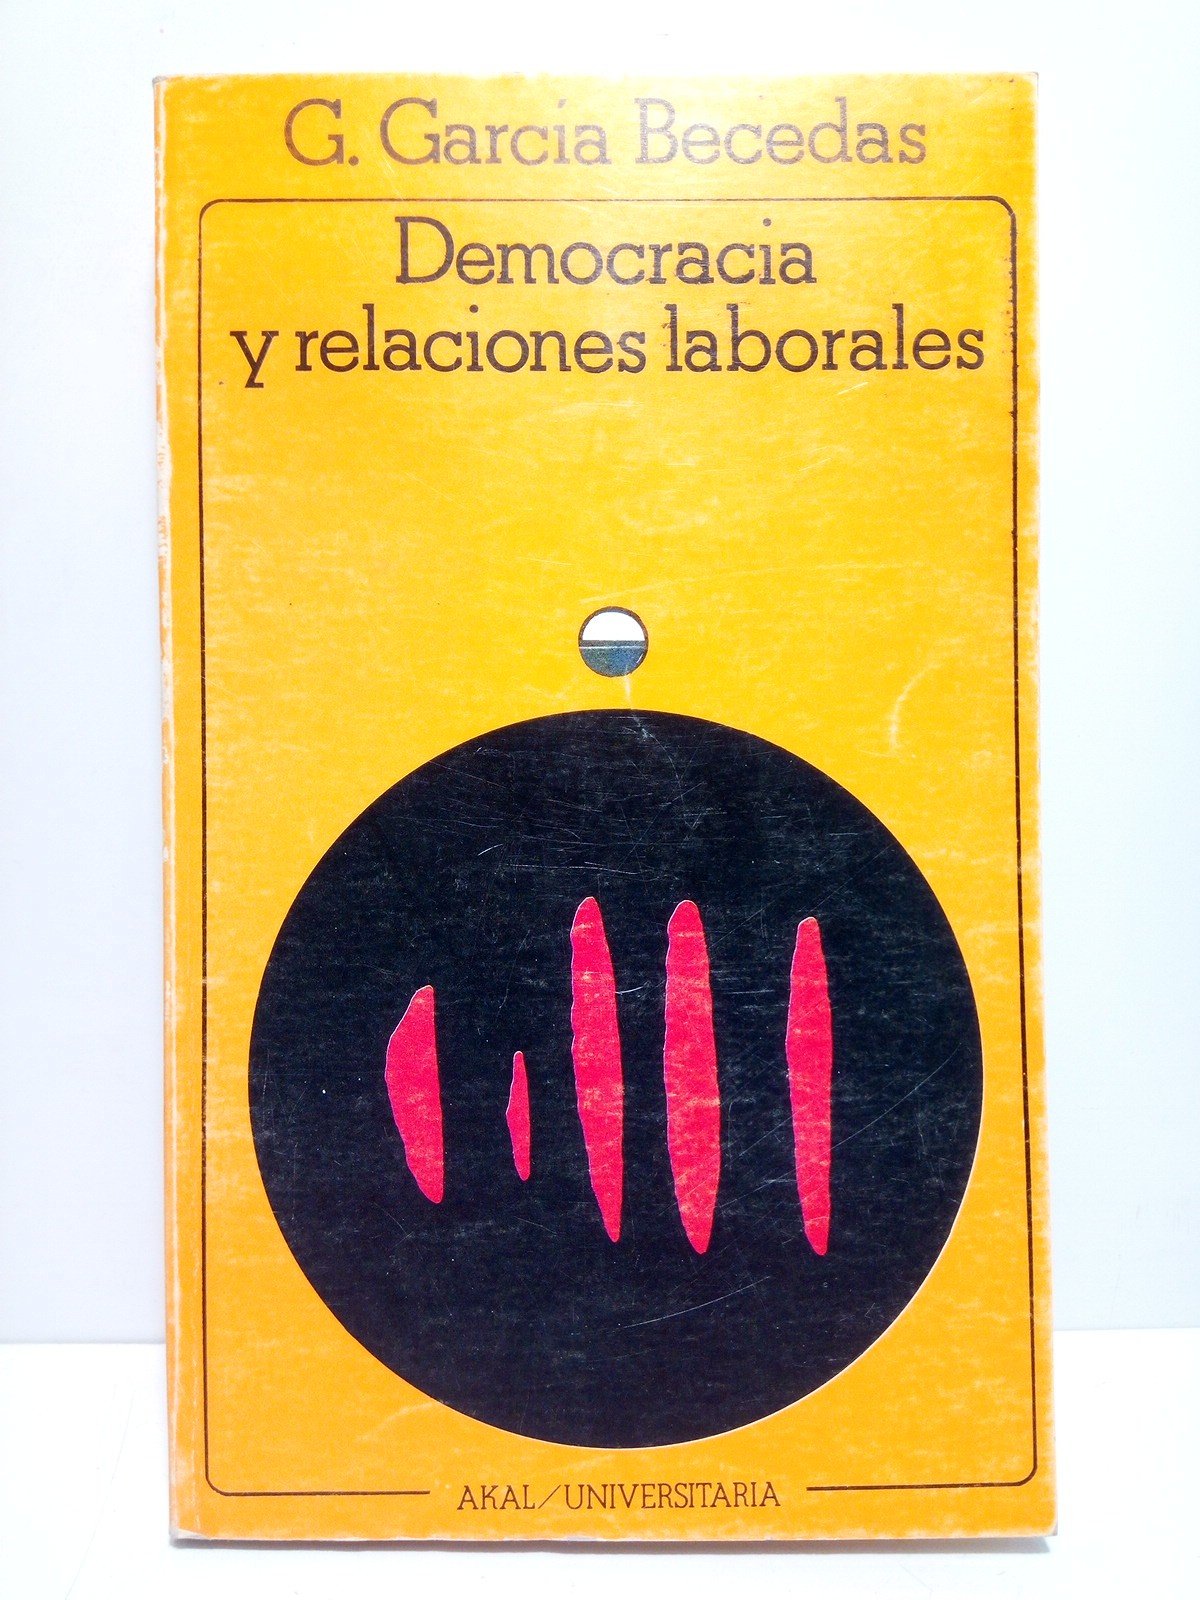 G. García Becedas
Democracia
y relaciones laborales
AKAL/UNIVERSITARIA